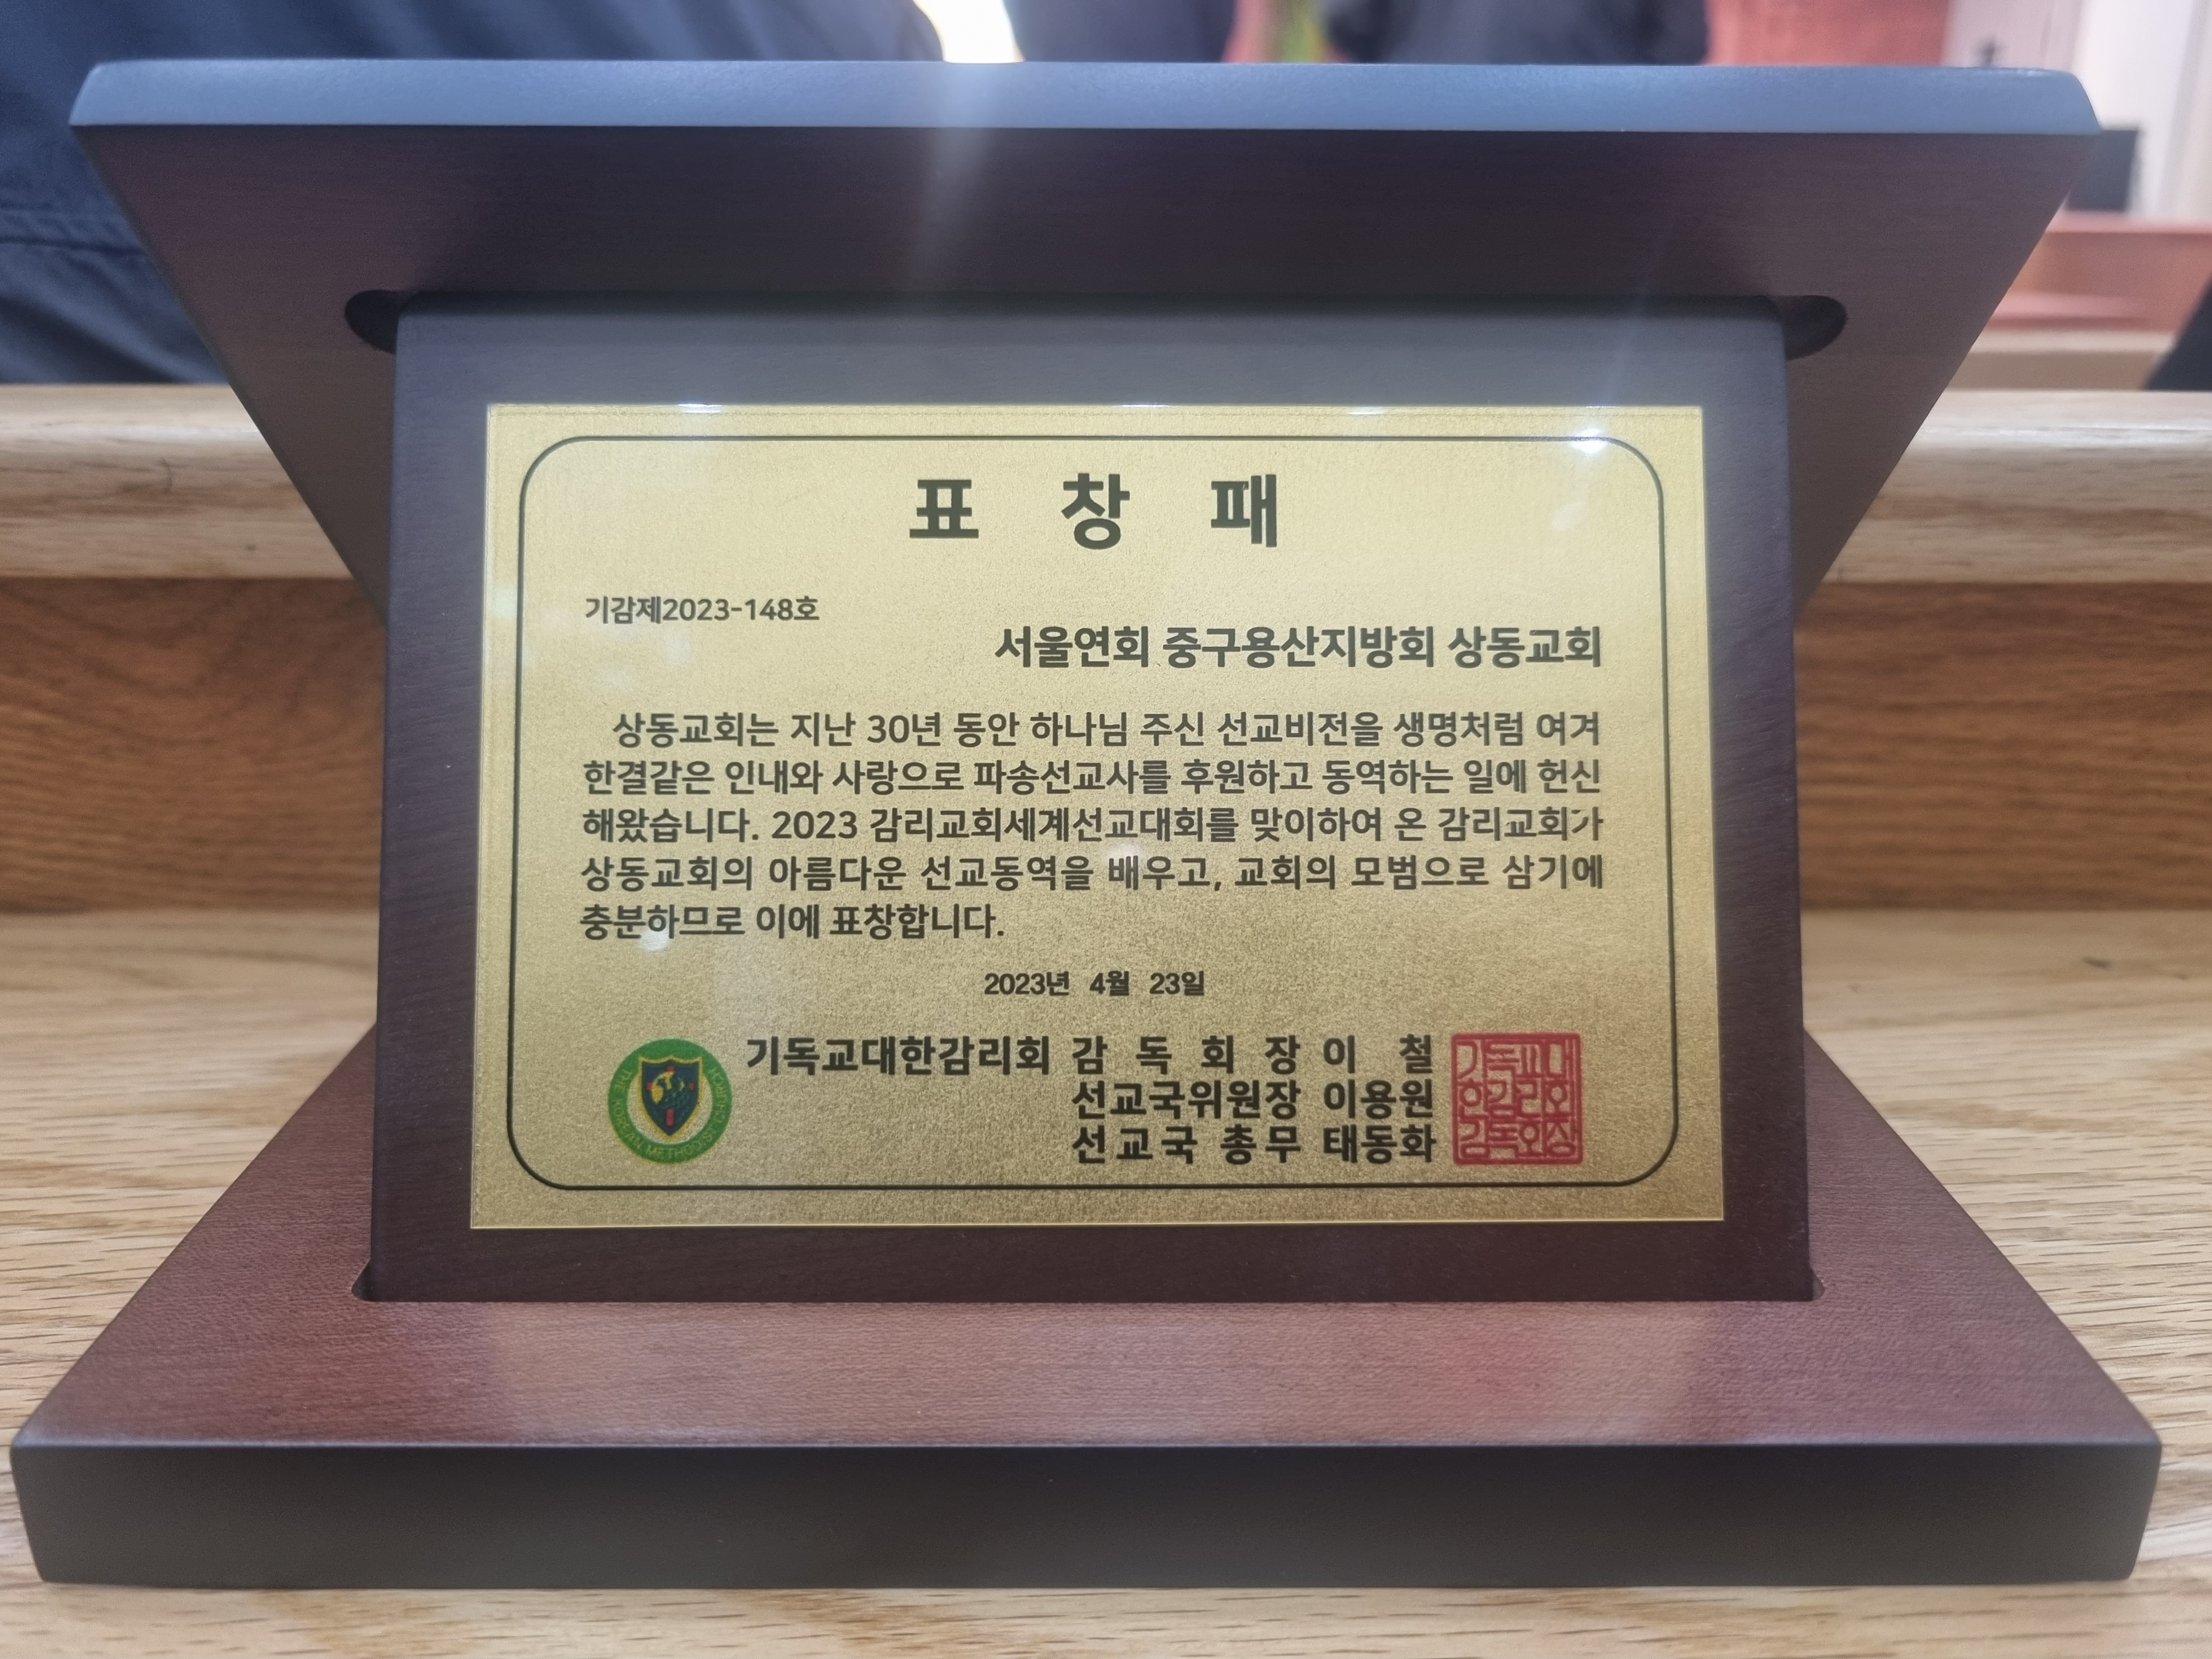 표 창 패
기감제2023-148호
서울연회 중구용산지방회 상동교회
상동교회는 지난 30년 동안 하나님 주신 선교비전을 생명처럼 여겨
한결같은 인내와 사랑으로 파송선교사를 후원하고 동역하는 일에 헌신
해왔습니다. 2023 감리교회세계선교대회를 맞이하여 온 감리교회가
상동교회의 아름다운 선교동역을 배우고, 교회의 모범으로 삼기에
충분하므로 이에 표창합니다.
2023년 4월 23일
기독교대한감리회 감 독 회 장 이 철
선교국위원장 이용원
선교국 총무 태동화
THE KOREAN METHODIST CHURCH
기독교대
한감리회
감독회장